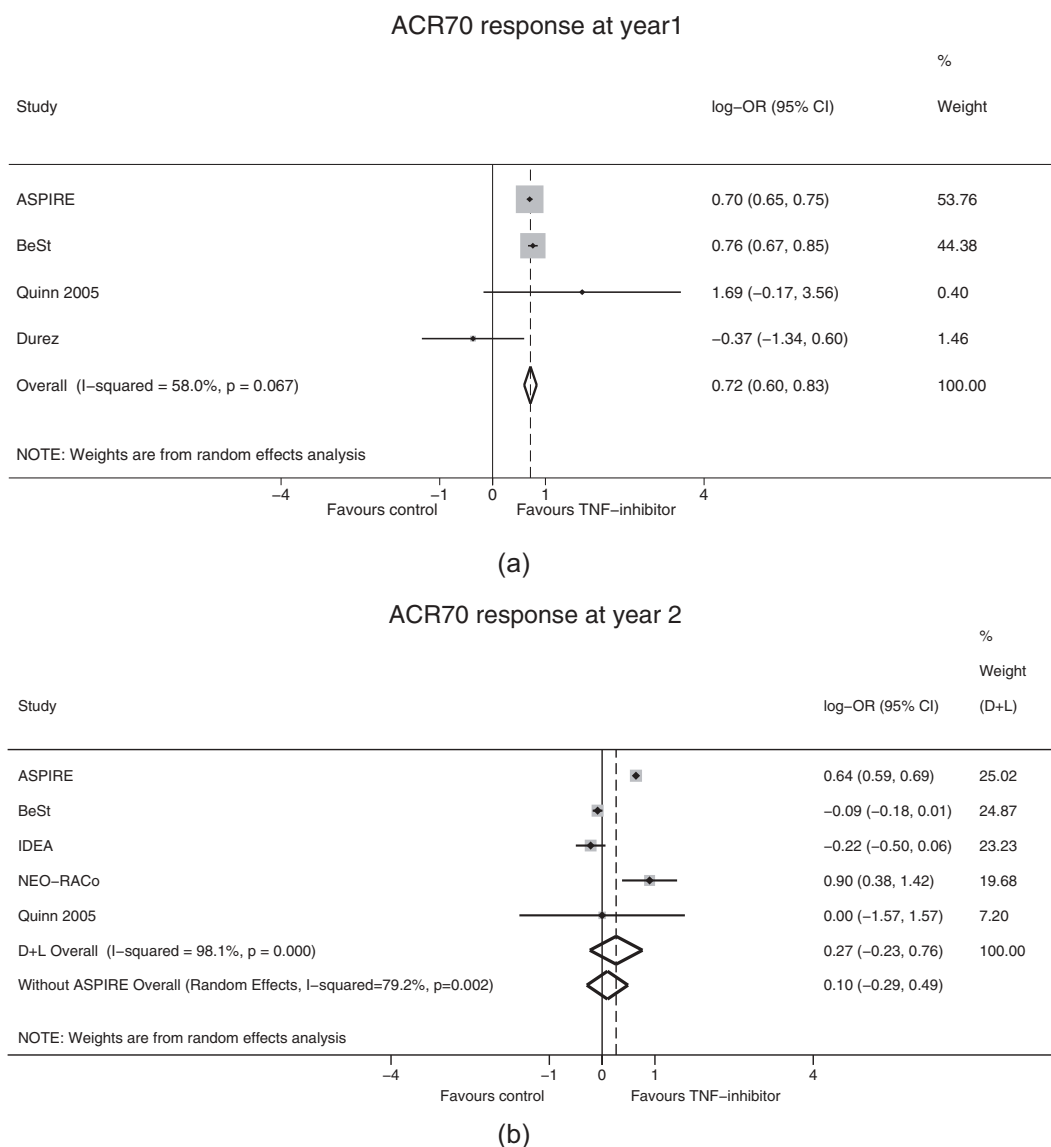 ACR70 response at year1
%
Study log−OR (95% CI) Weight
ASPIRE 0.70 (0.65, 0.75) 53.76
BeSt 0.76 (0.67, 0.85) 44.38
Quinn 2005 1.69 (−0.17, 3.56) 0.40
Durez −0.37 (−1.34, 0.60) 1.46
Overall (I−squared = 58.0%, p = 0.067) 0.72 (0.60, 0.83) 100.00
NOTE: Weights are from random effects analysis
−4 −1 0 1 4
Favours control Favours TNF−inhibitor
(a)
ACR70 response at year 2
%
Weight
Study log−OR (95% CI) (D+L)
ASPIRE 0.64 (0.59, 0.69) 25.02
BeSt -0.09 (-0.18, 0.01) 24.87
IDEA -0.22 (-0.50, 0.06) 23.23
NEO−RACo 0.90 (0.38, 1.42) 19.68
Quinn 2005 0.00 (-1.57, 1.57) 7.20
D+L Overall (I−squared = 98.1%, p = 0.000) 0.27 (−0.23, 0.76) 100.00
Without ASPIRE Overall (Random Effects, I-squared=79.2%, p=0.002) 0.10 (-0.29, 0.49)
NOTE: Weights are from random effects analysis
−4 −1 0 1 4
Favours control Favours TNF−inhibitor
(b)